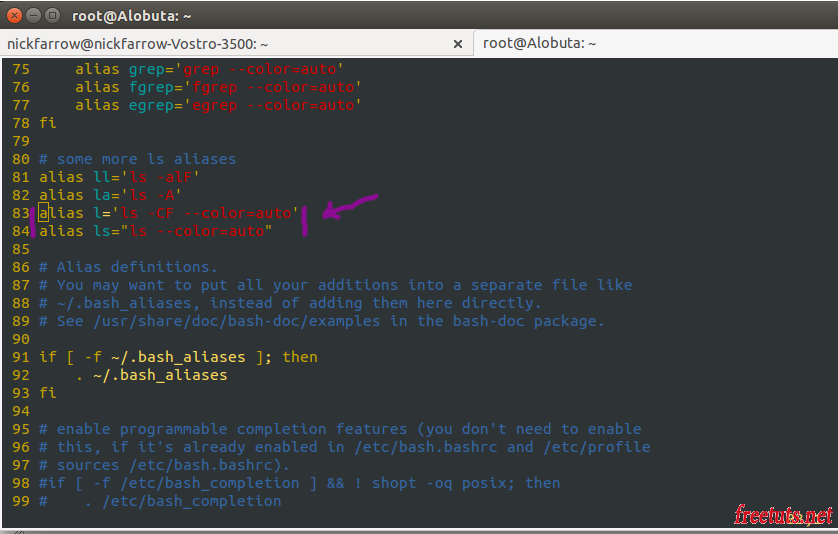 root@Alobuta: ~
nickfarrow@nickfarrow-Vostro-3500: ~ × root@Alobuta: ~
75     alias grep='grep --color=auto'
76     alias fgrep='fgrep --color=auto'
77     alias egrep='egrep --color=auto'
78 fi
79
80 # some more ls aliases
81 alias ll='ls -alF'
82 alias la='ls -A'
83 alias l='ls -CF --color=auto'
84 alias ls="ls --color=auto"
85
86 # Alias definitions.
87 # You may want to put all your additions into a separate file like
88 # ~/.bash_aliases, instead of adding them here directly.
89 # See /usr/share/doc/bash-doc/examples in the bash-doc package.
90
91 if [ -f ~/.bash_aliases ]; then
92     . ~/.bash_aliases
93 fi
94
95 # enable programmable completion features (you don't need to enable
96 # this, if it's already enabled in /etc/bash.bashrc and /etc/profile
97 # sources /etc/bash.bashrc).
98 #if [ -f /etc/bash_completion ] && ! shopt -oq posix; then
99 #    . /etc/bash_completion
freetuts.net